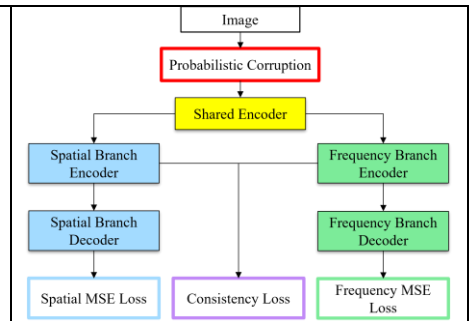 Image
Probabilistic Corruption
Shared Encoder
Spatial Branch
Encoder
Frequency Branch
Encoder
Spatial Branch
Decoder
Frequency Branch
Decoder
Spatial MSE Loss
Consistency Loss
Frequency MSE
Loss